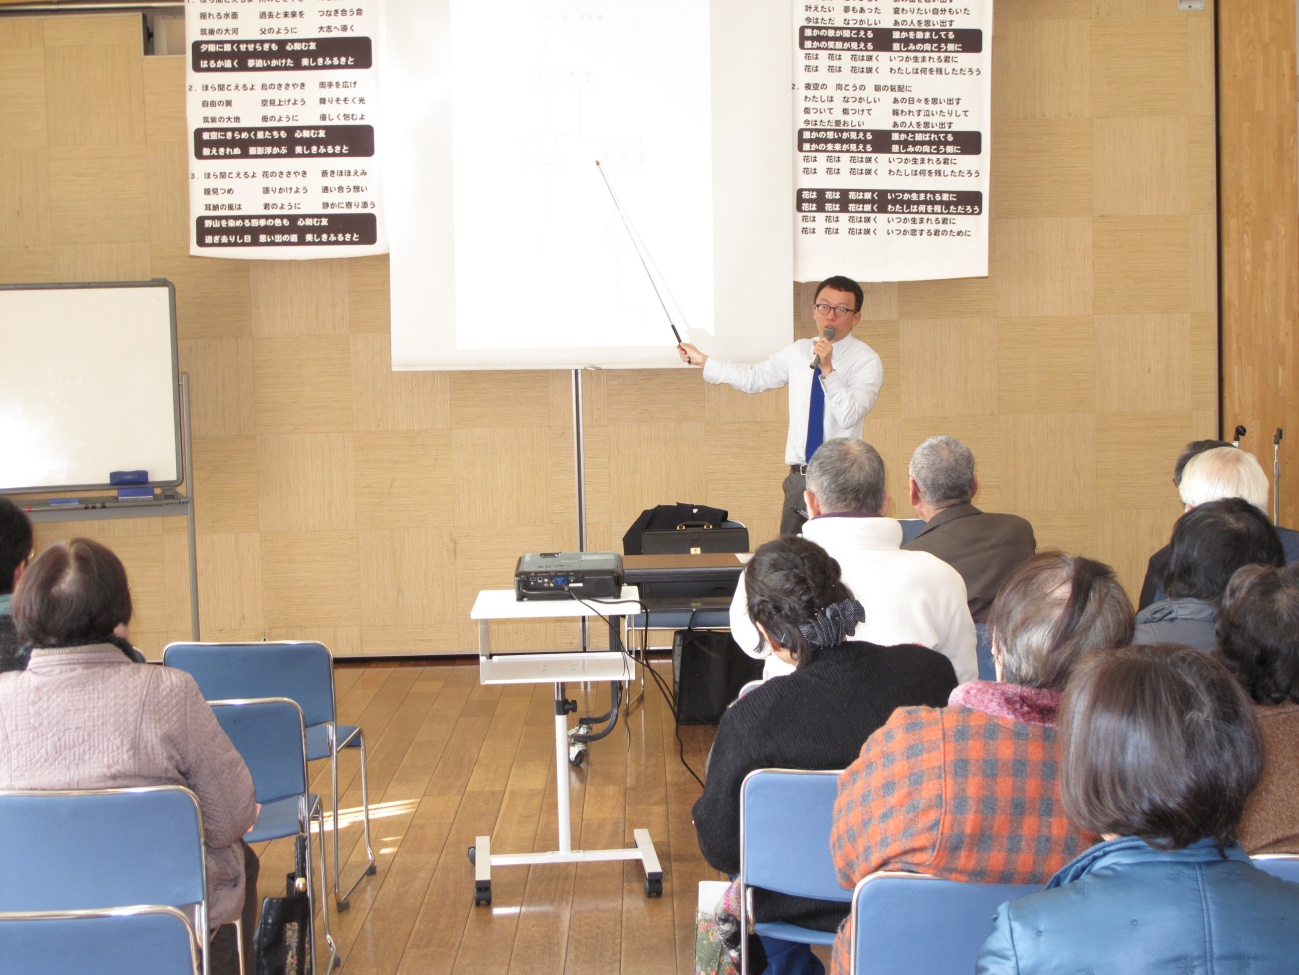 揺れる水面　過去と未来を　つなぎ合う命
筑後の大河　父のように　大志へ導く
夕陽に輝くせせらぎも　心和む友
はるか遠く　夢追いかけた　美しきふるさと
2. ほら聞こえるよ　鳥のささやき　両手を広げ
自由の翼　空見上げよう　降りそそぐ光
筑紫の大地　母のように　優しく包むよ
夜空にきらめく星たちも　心和む友
数えきれぬ　面影浮かぶ　美しきふるさと
3. ほら聞こえるよ　花のささやき　蒼きほほえみ
瞳見つめ　語りかけよう　通い合う想い
耳納の風は　君のように　静かに寄り添う
野山を染める四季の色も　心和む友
過ぎ去りし日　思い出の道　美しきふるさと
叶えたい　夢もあった　変わりたい自分もいた
今はただ　なつかしい　あの人を思い出す
誰かの歌が聞こえる　誰かを励ましてる
誰かの笑顔が見える　悲しみの向こう側に
花は　花は　花は咲く　いつか生まれる君に
花は　花は　花は咲く　わたしは何を残しただろう
2. 夜空の　向こうの　朝の気配に
わたしは　なつかしい　あの日々を思い出す
傷ついて　傷つけて　報われず泣いたりして
今はただ愛おしい　あの人を思い出す
誰かの想いが見える　誰かと結ばれてる
誰かの未来が見える　悲しみの向こう側に
花は　花は　花は咲く　いつか生まれる君に
花は　花は　花は咲く　わたしは何を残しただろう
花は　花は　花は咲く　いつか生まれる君に
花は　花は　花は咲く　わたしは何を残しただろう
花は　花は　花は咲く　いつか生まれる君に
花は　花は　花は咲く　いつか恋する君のために